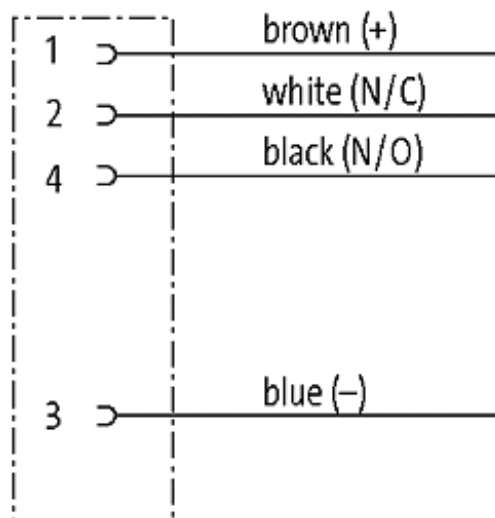 1 brown (+)
2 white (N/C)
4 black (N/O)
3 blue (–)